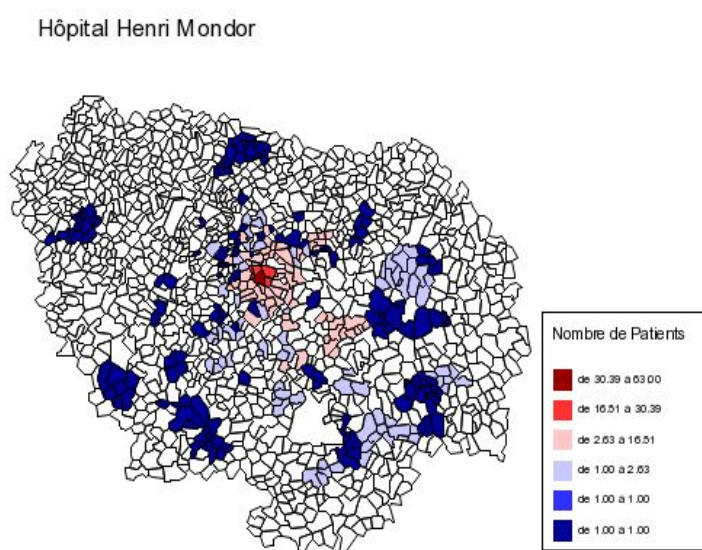 Hôpital Henri Mondor
Nombre de Patients
de 30.39 à 63.00
de 16.51 à 30.39
de 2.63 à 16.51
de 1.00 à 2.63
de 1.00 à 1.00
de 1.00 à 1.00